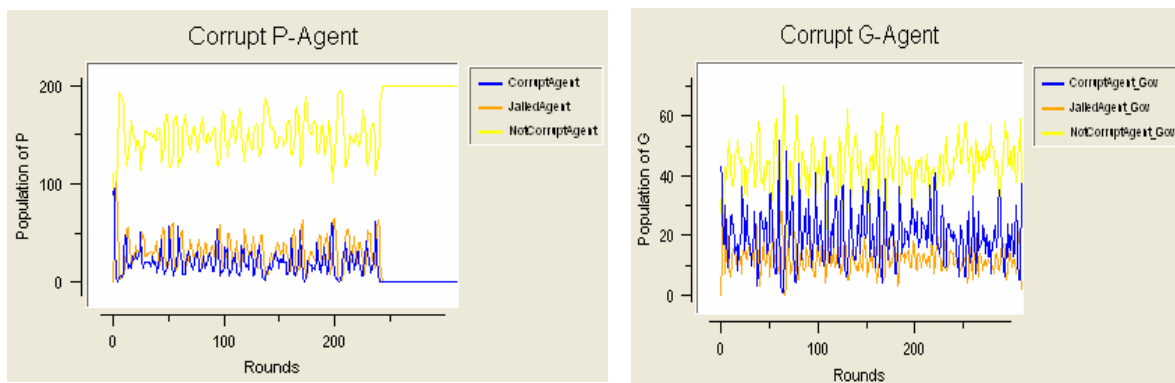 Corrupt P-Agent
Population of P
200
100
0
0
100
200
Rounds
CorruptAgent
JailedAgent
NotCorruptAgent
Corrupt G-Agent
Population of G
60
40
20
0
0
100
200
Rounds
CorruptAgent_Gov
JailedAgent_Gov
NotCorruptAgent_Gov